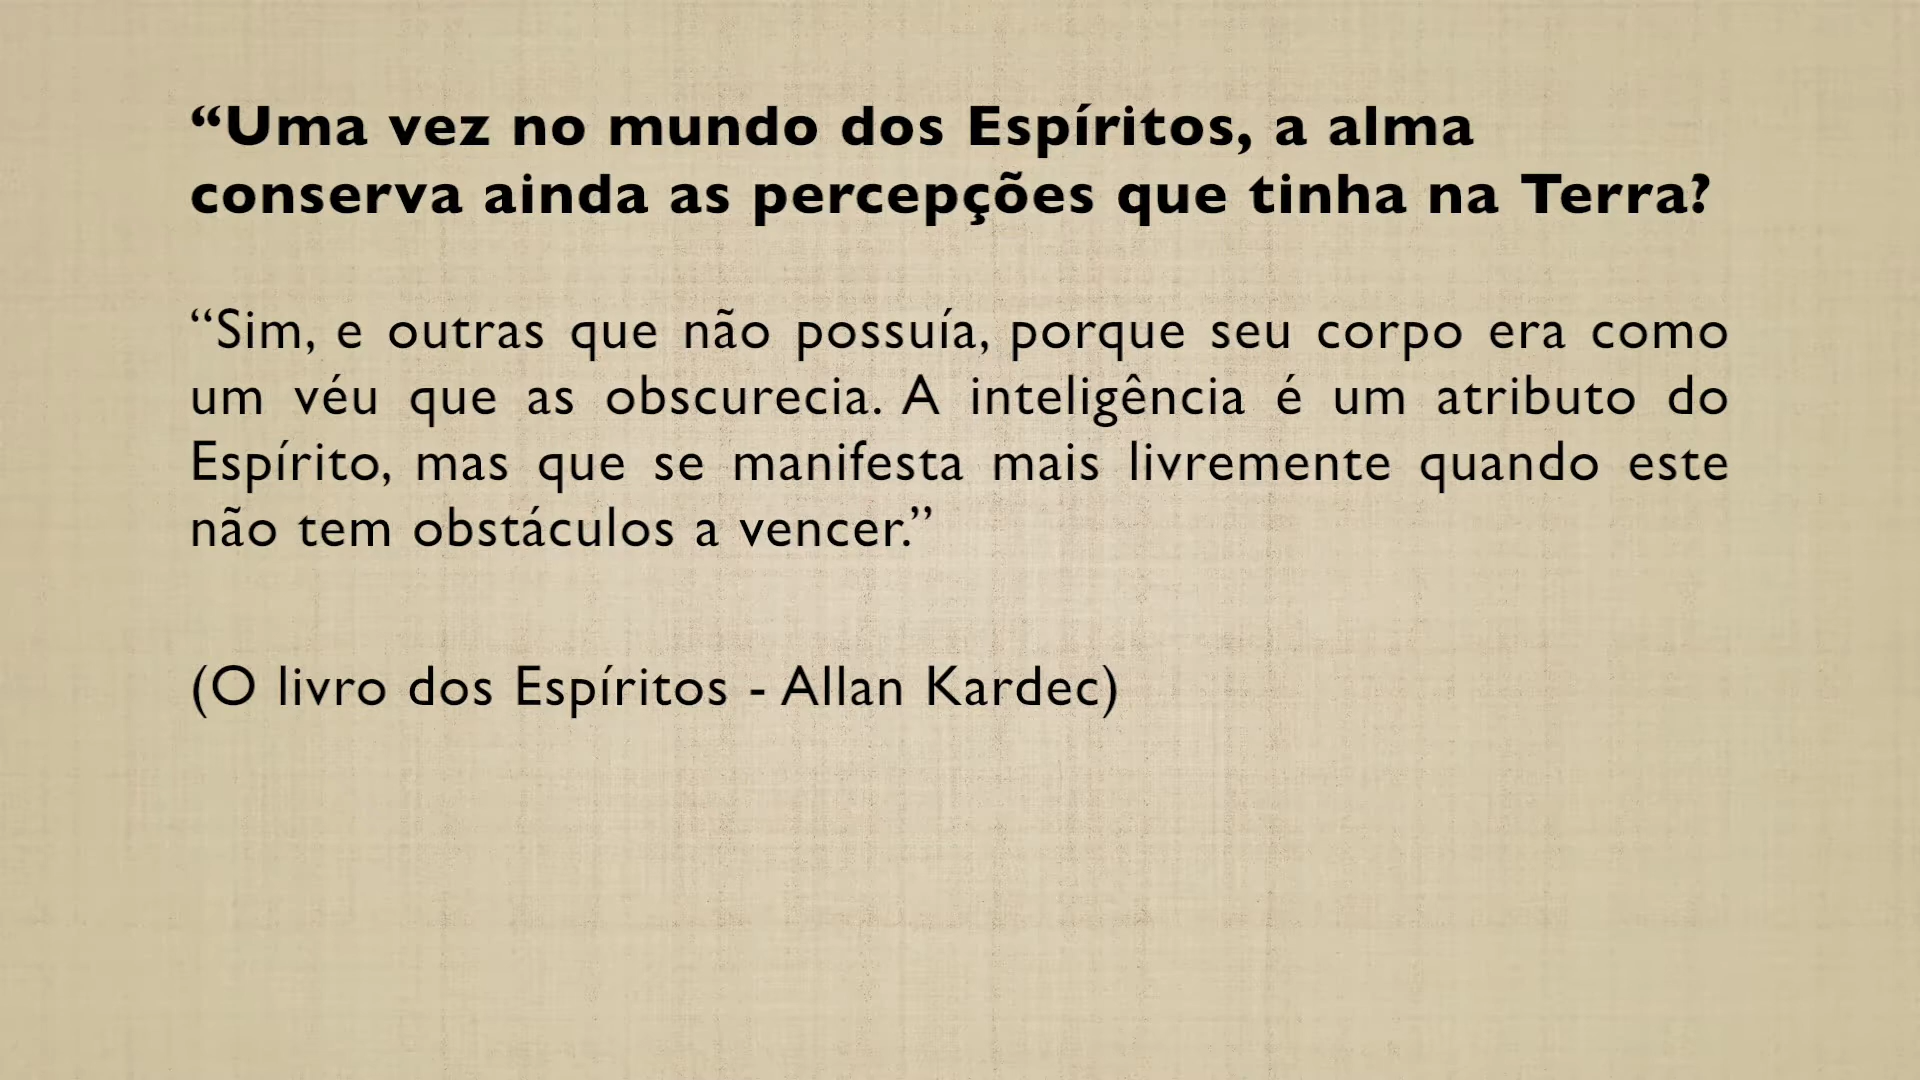 “Uma vez no mundo dos Espíritos, a alma
conserva ainda as percepções que tinha na Terra?
“Sim, e outras que não possuía, porque seu corpo era como
um véu que as obscurecia. A inteligência é um atributo do
Espírito, mas que se manifesta mais livremente quando este
não tem obstáculos a vencer.”
(O livro dos Espíritos - Allan Kardec)